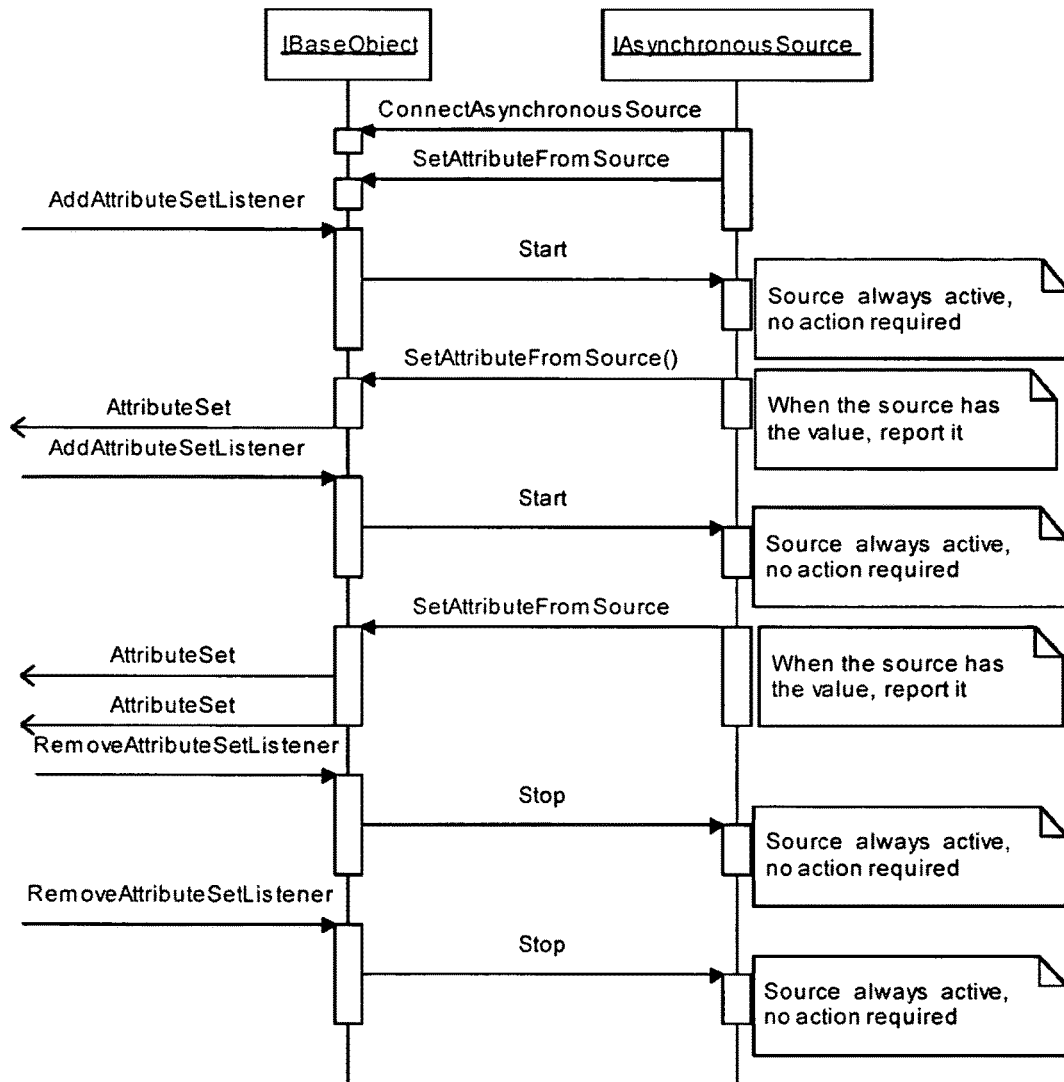 IBaseObject
IAsynchronousSource
ConnectAsynchronousSource
SetAttributeFromSource
AddAttributeSetListener
Start
Source always active,
no action required
SetAttributeFromSource()
When the source has
the value, report it
AttributeSet
AddAttributeSetListener
Start
Source always active,
no action required
SetAttributeFromSource
When the source has
the value, report it
AttributeSet
AttributeSet
RemoveAttributeSetListener
Stop
Source always active,
no action required
RemoveAttributeSetListener
Stop
Source always active,
no action required